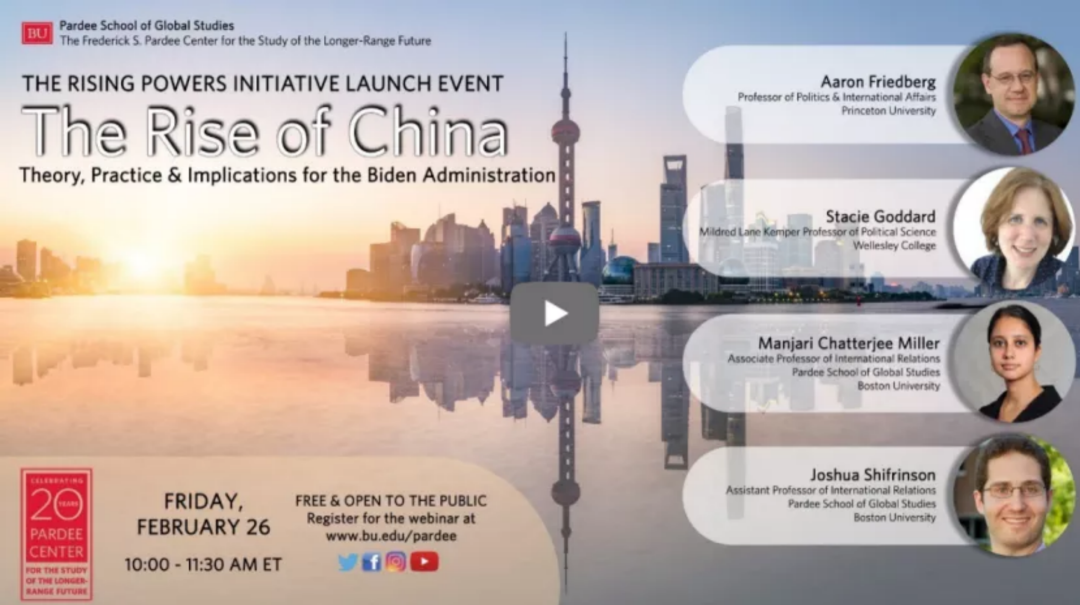 BU
Pardee School of Global Studies
The Frederick S. Pardee Center for the Study of the Longer-Range Future
THE RISING POWERS INITIATIVE LAUNCH EVENT
The Rise of China
Theory, Practice & Implications for the Biden Administration
Aaron Friedberg
Professor of Politics & International Affairs
Princeton University
Stacie Goddard
Mildred Lane Kemper Professor of Political Science
Wellesley College
Manjari Chatterjee Miller
Associate Professor of International Relations
Pardee School of Global Studies
Boston University
Joshua Shifrinson
Assistant Professor of International Relations
Pardee School of Global Studies
Boston University
CELEBRATING
20 YEARS
PARDEE
CENTER
FOR THE STUDY
OF THE LONGER-
RANGE FUTURE
FRIDAY,
FEBRUARY 26
10:00 - 11:30 AM ET
FREE & OPEN TO THE PUBLIC
Register for the webinar at
www.bu.edu/pardee